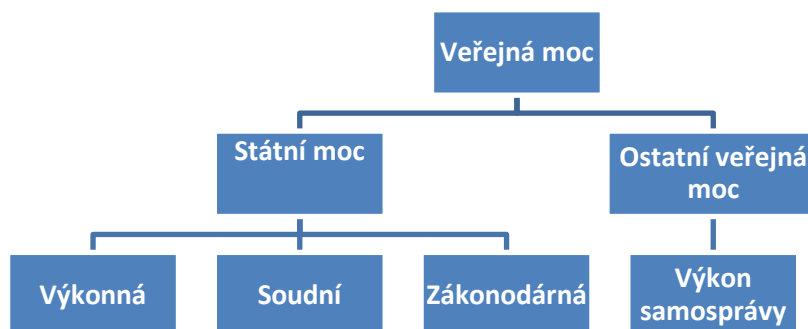 Veřejná moc
Státní moc
Ostatní veřejná
moc
Výkonná
Soudní
Zákonodárná
Výkon
samosprávy